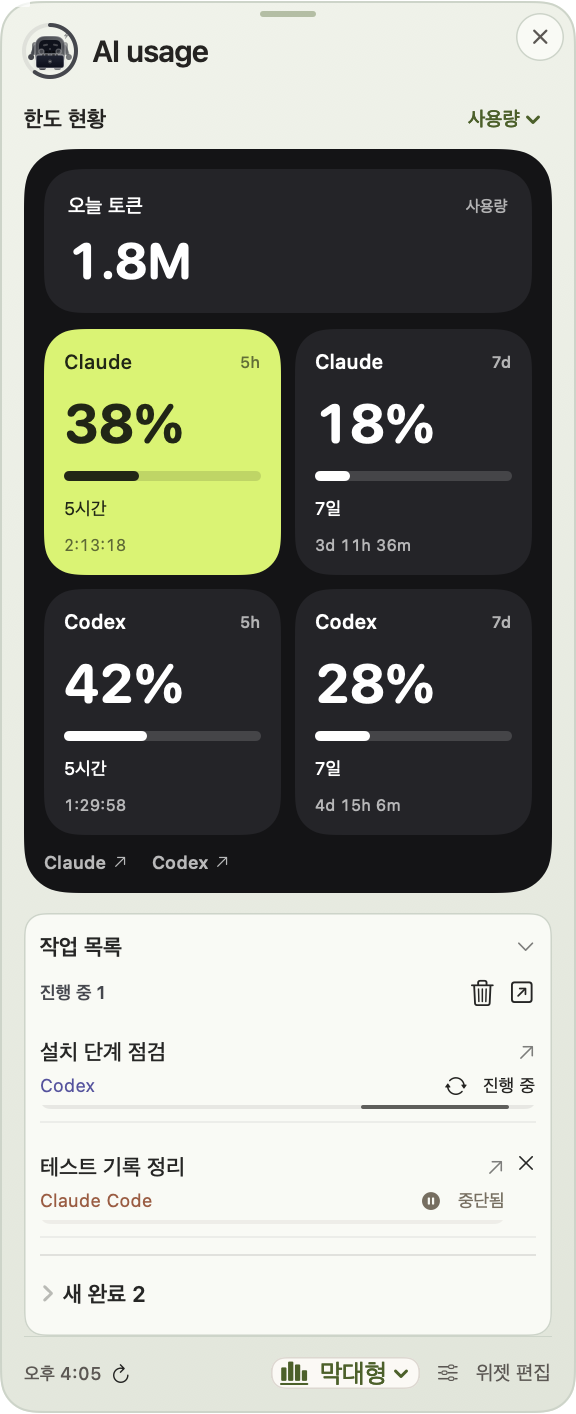 AI usage
한도 현황
사용량
오늘 토큰
사용량
1.8M
Claude 5h
38%
5시간
2:13:18
Claude 7d
18%
7일
3d 11h 36m
Codex 5h
42%
5시간
1:29:58
Codex 7d
28%
7일
4d 15h 6m
Claude Codex
작업 목록
진행 중 1
설치 단계 점검
Codex 진행 중
테스트 기록 정리
Claude Code 중단됨
새 완료 2
오후 4:05 막대형 위젯 편집